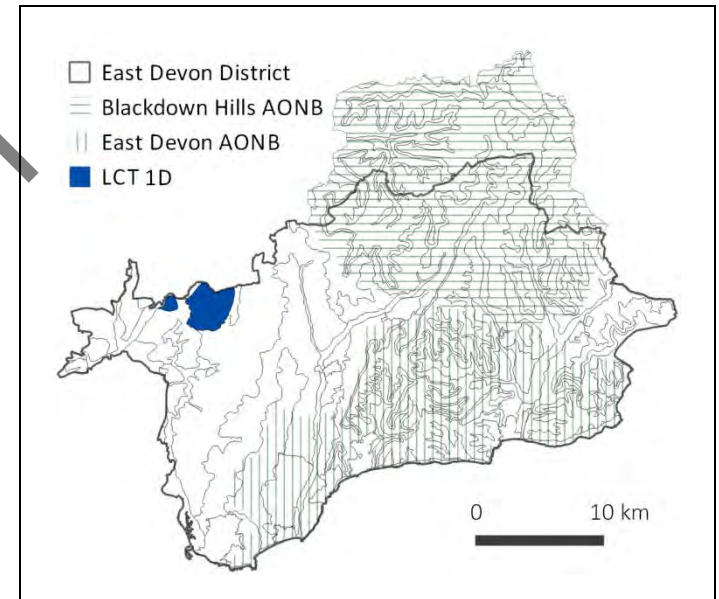 East Devon District
Blackdown Hills AONB
East Devon AONB
LCT 1D
0 10 km